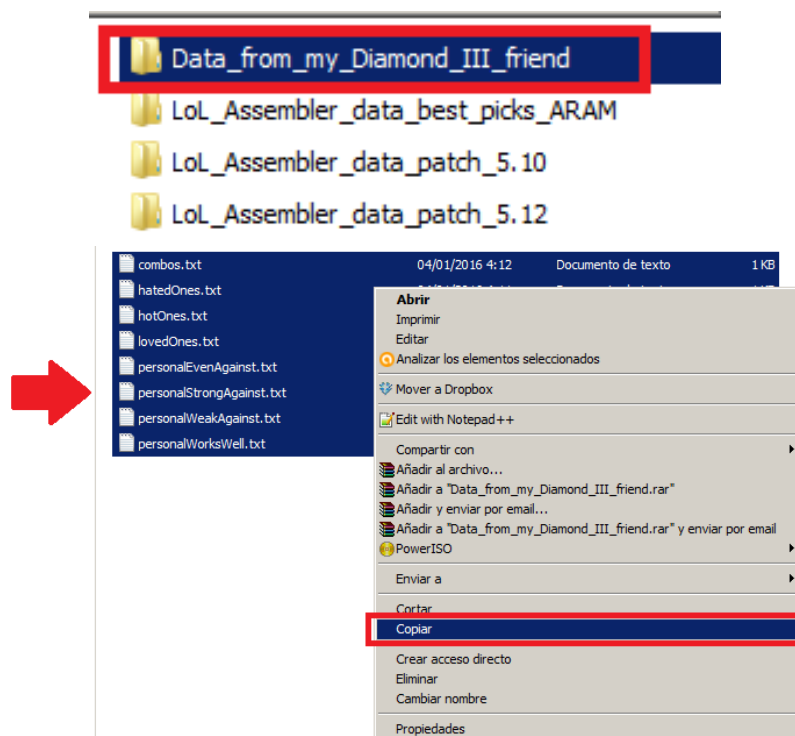 Data_from_my_Diamond_III_friend
LoL_Assembler_data_best_picks_ARAM
LoL_Assembler_data_patch_5.10
LoL_Assembler_data_patch_5.12
combos.txt 04/01/2016 4:12 Documento de texto 1 KB
hatedOnes.txt
hotOnes.txt
lovedOnes.txt
personalEvenAgainst.txt
personalStrongAgainst.txt
personalWeakAgainst.txt
personalWorksWell.txt
Abrir
Imprimir
Editar
Analizar los elementos seleccionados
Mover a Dropbox
Edit with Notepad++
Compartir con
Añadir al archivo...
Añadir a "Data_from_my_Diamond_III_friend.rar"
Añadir y enviar por email...
Añadir a "Data_from_my_Diamond_III_friend.rar" y enviar por email
PowerISO
Enviar a
Cortar
Copiar
Crear acceso directo
Eliminar
Cambiar nombre
Propiedades